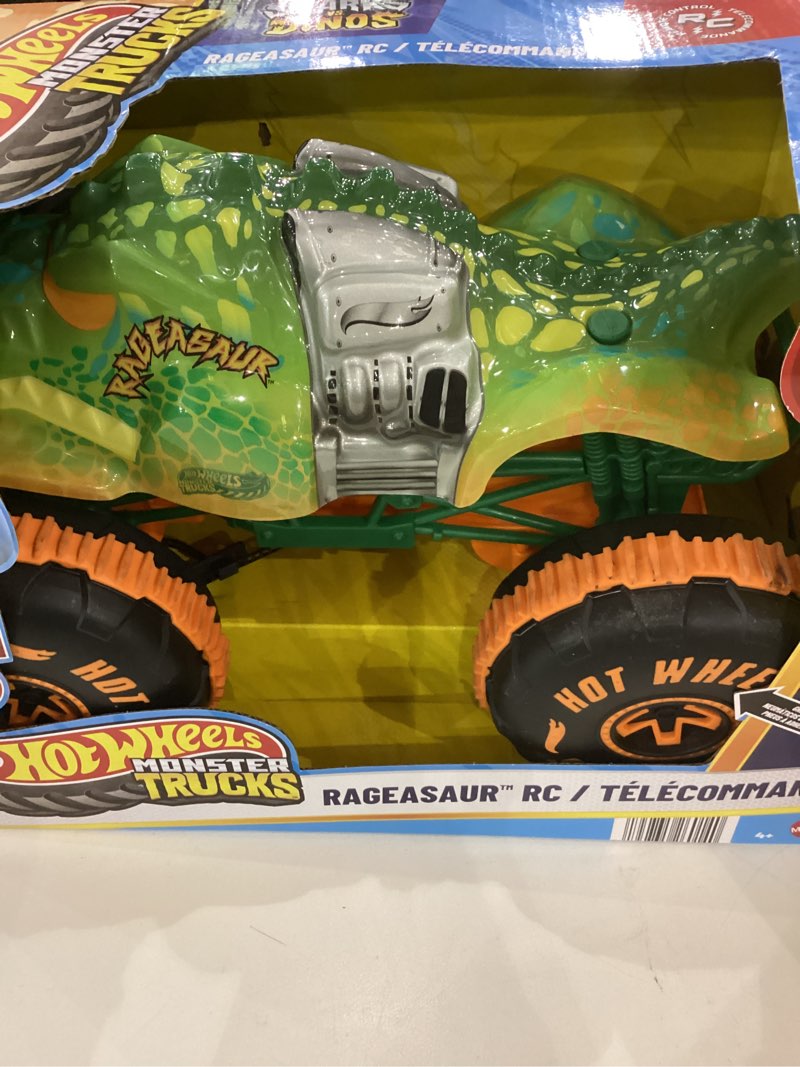 HOT WHEELS
MONSTER
TRUCKS
DINOS
RAGEASAUR™ RC / TÉLÉCOMMAN
RC
RAGEASAUR™
HOT WHEELS
MONSTER
TRUCKS
HOT
HOT WHEE
HOT WHEELS
MONSTER
TRUCKS
RAGEASAUR™ RC / TÉLÉCOMMAN
4+